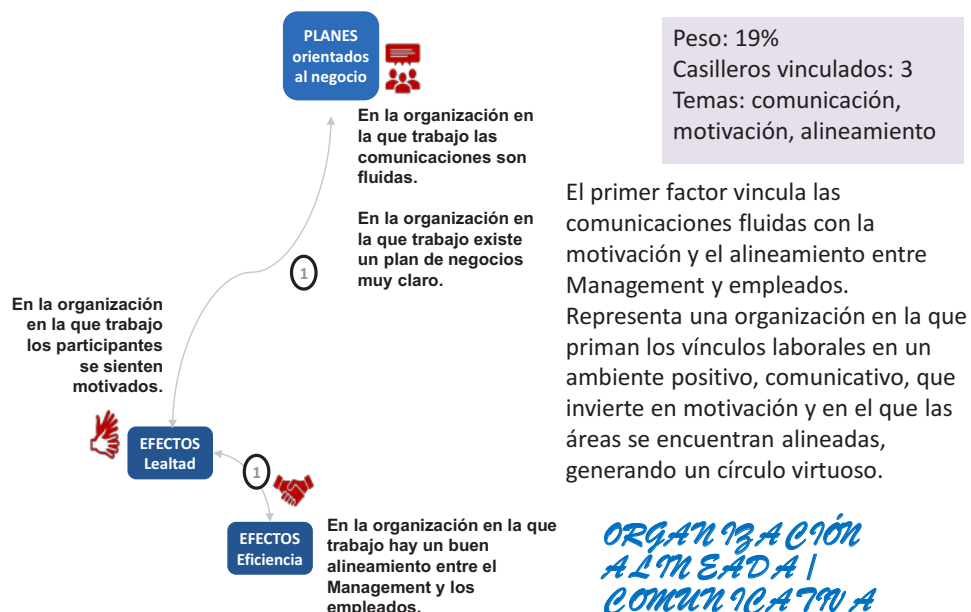 PLANES
orientados
al negocio
En la organización en
la que trabajo las
comunicaciones son
fluidas.
En la organización en
la que trabajo existe
un plan de negocios
muy claro.
1
En la organización
en la que trabajo
los participantes
se sienten
motivados.
EFECTOS
Lealtad
1
EFECTOS
Eficiencia
En la organización en la que
trabajo hay un buen
alineamiento entre el
Management y los
empleados.
Peso: 19%
Casilleros vinculados: 3
Temas: comunicación,
motivación, alineamiento
El primer factor vincula las
comunicaciones fluidas con la
motivación y el alineamiento entre
Management y empleados.
Representa una organización en la que
priman los vínculos laborales en un
ambiente positivo, comunicativo, que
invierte en motivación y en el que las
áreas se encuentran alineadas,
generando un círculo virtuoso.
ORGANIZACIÓN
ALINEADA |
COMUNICATIVA